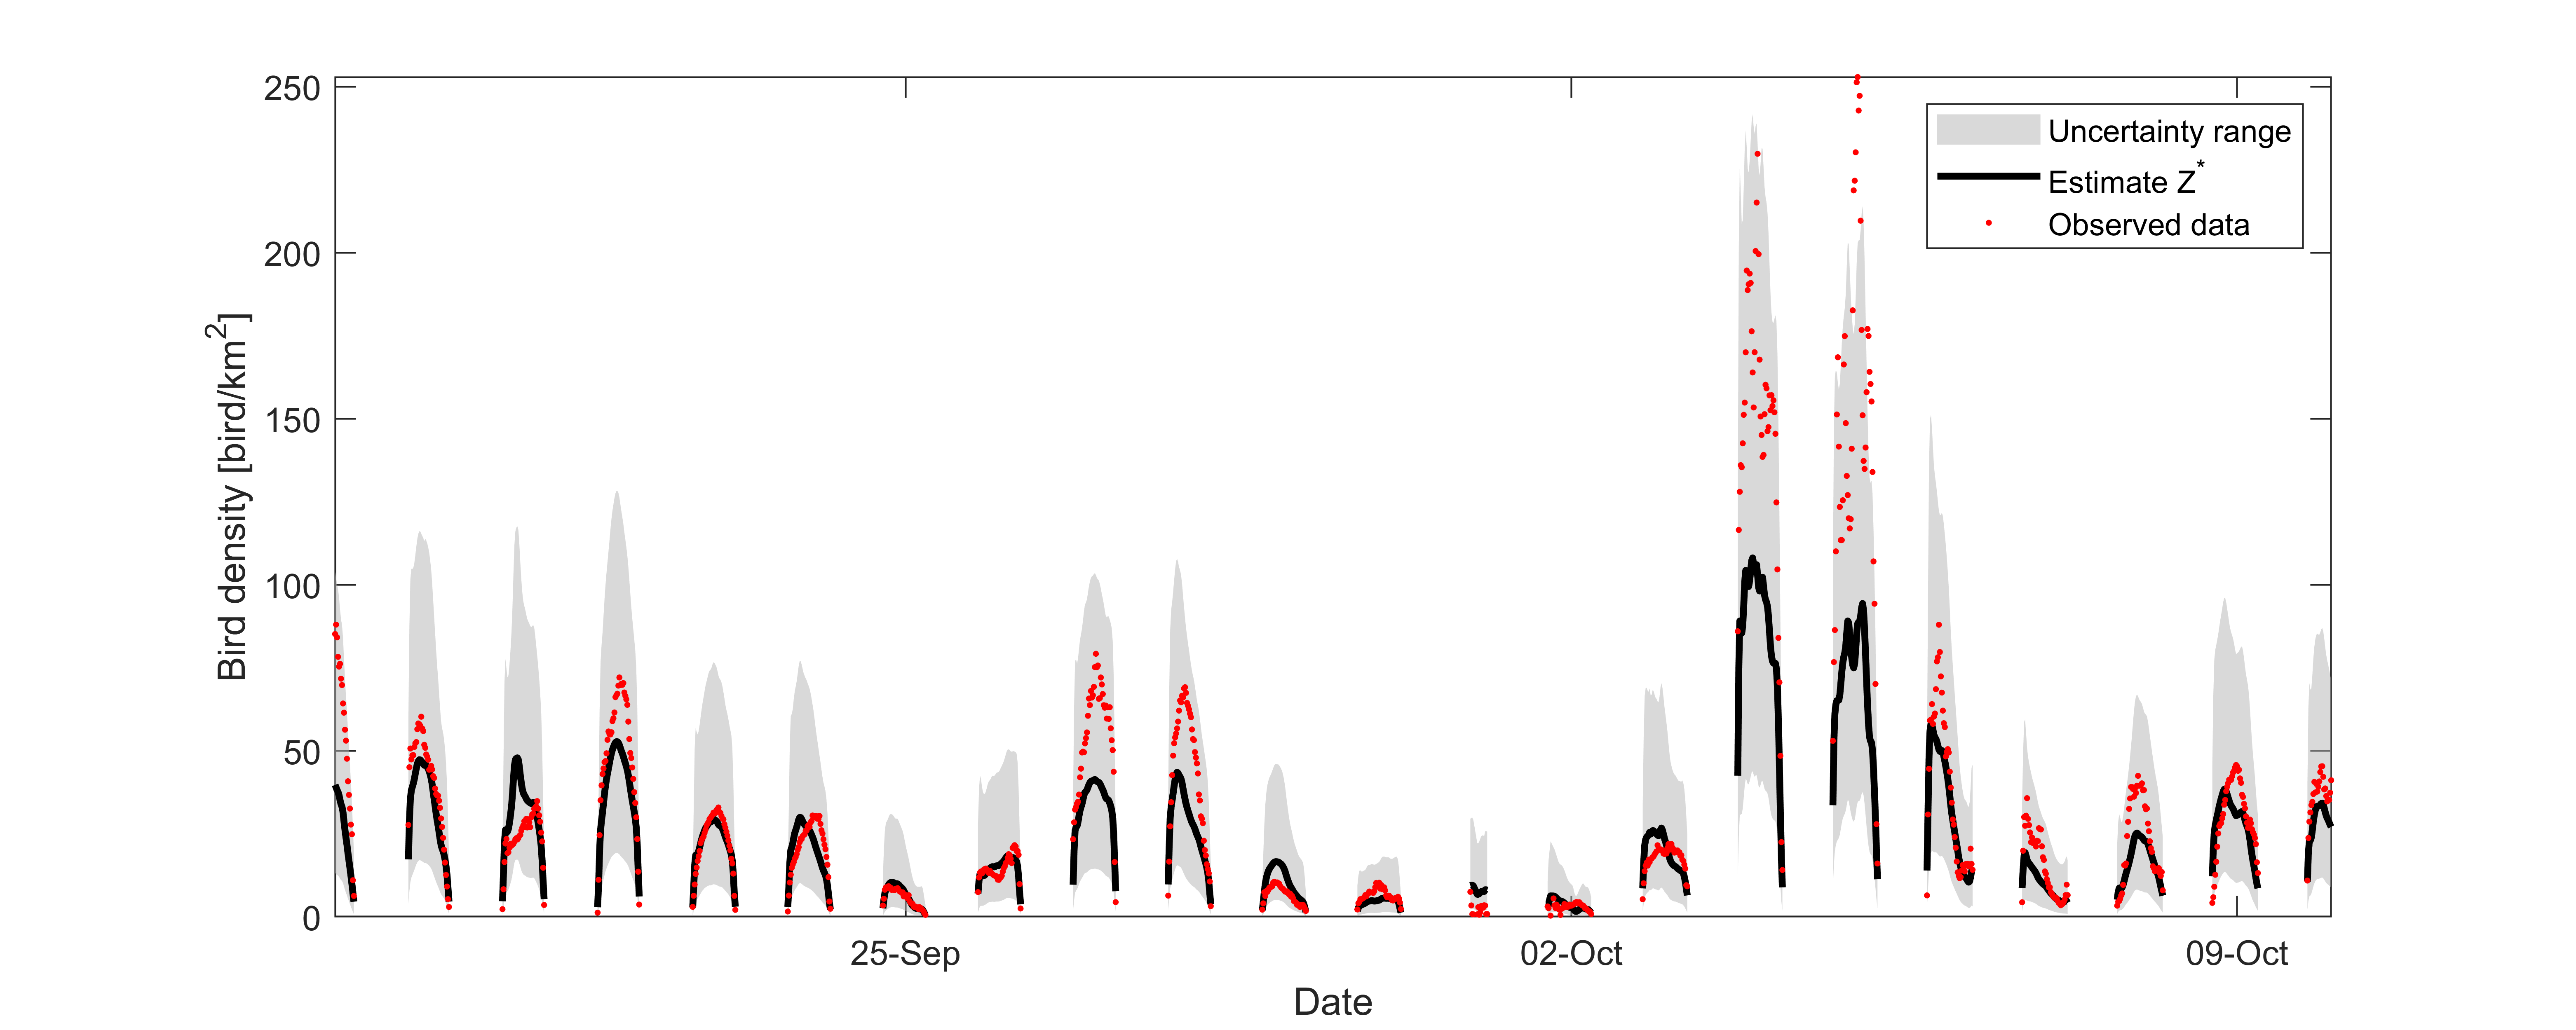 Bird density [bird/km²]
250
200
150
100
50
0
25-Sep
02-Oct
09-Oct
Date
Uncertainty range
Estimate Z*
Observed data